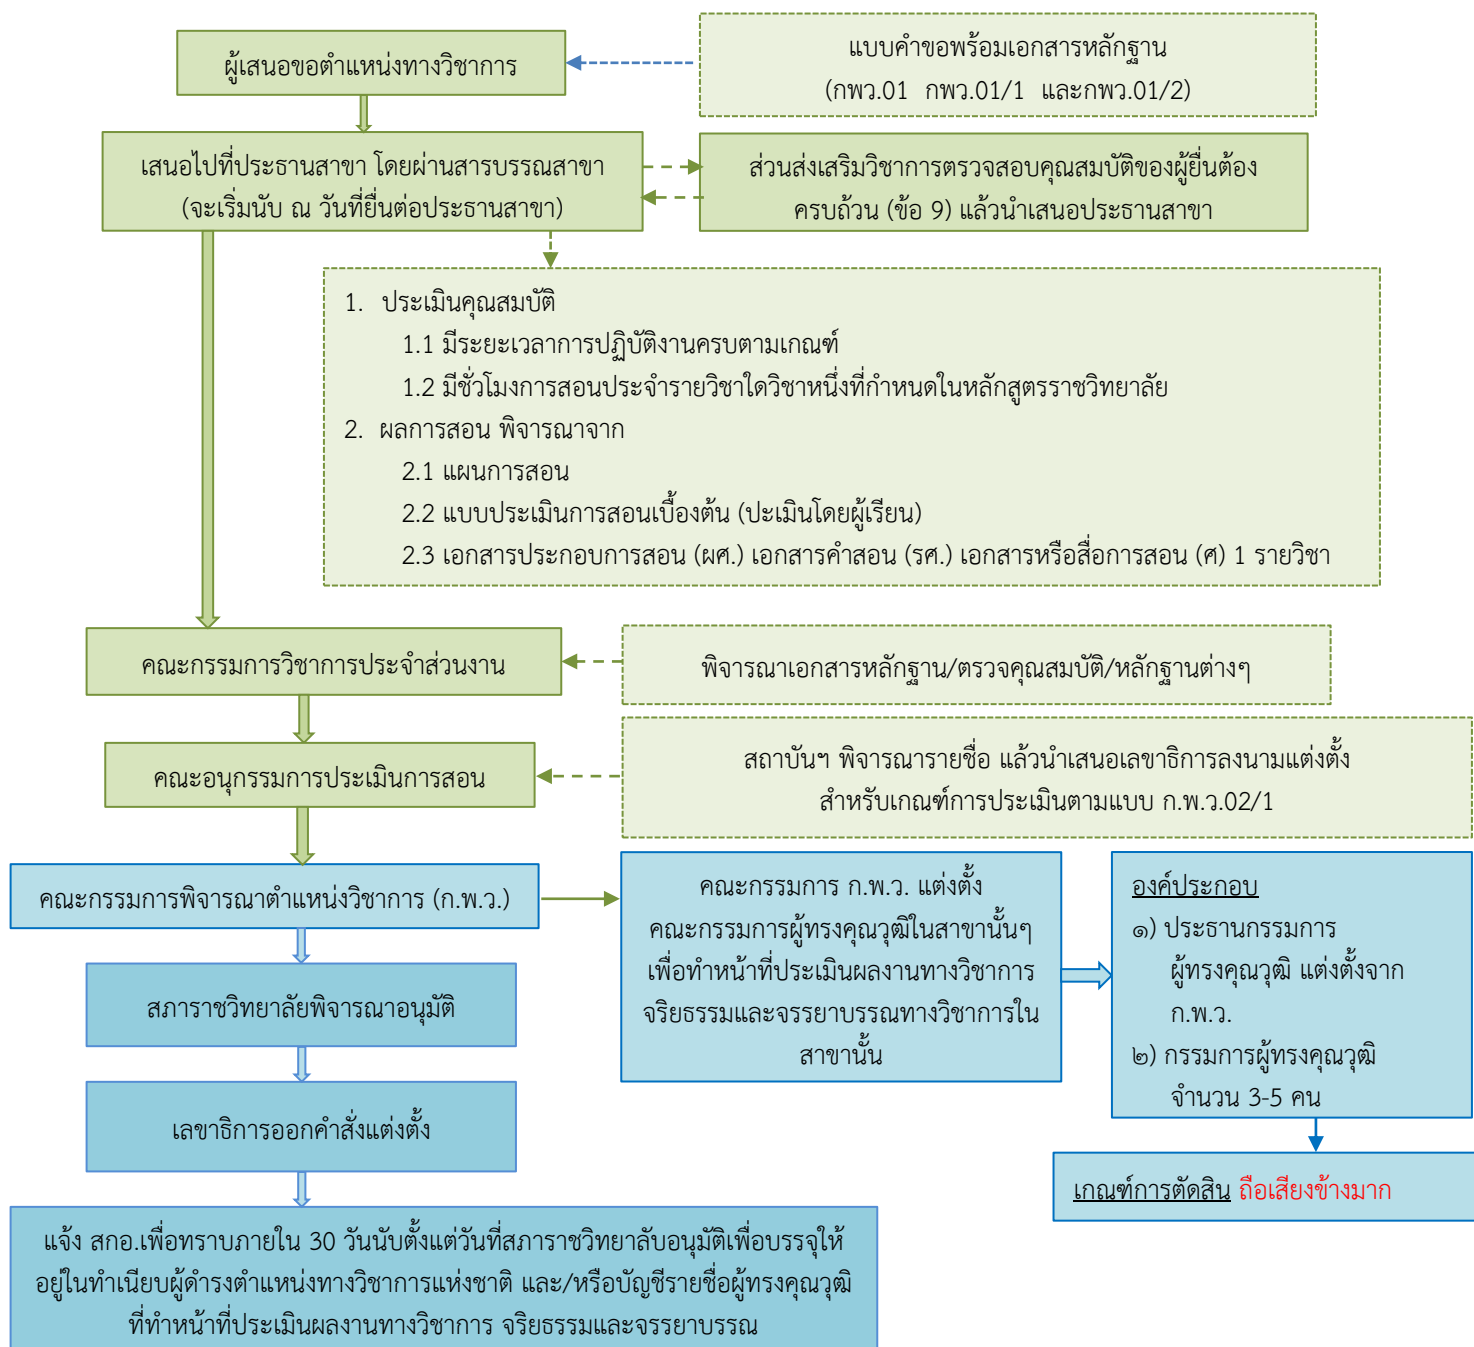 ผู้เสนอขอตำแหน่งทางวิชาการ
แบบคำขอพร้อมเอกสารหลักฐาน
(กพว.01 กพว.01/1 และกพว.01/2)
เสนอไปที่ประธานสาขา โดยผ่านสารบรรณสาขา
(จะเริ่มนับ ณ วันที่ยื่นต่อประธานสาขา)
ส่วนส่งเสริมวิชาการตรวจสอบคุณสมบัติของผู้ยื่นต้อง
ครบถ้วน (ข้อ 9) แล้วนำเสนอประธานสาขา
1. ประเมินคุณสมบัติ
1.1 มีระยะเวลาการปฏิบัติงานครบตามเกณฑ์
1.2 มีชั่วโมงการสอนประจำรายวิชาใดวิชาหนึ่งที่กำหนดในหลักสูตรราชวิทยาลัย
2. ผลการสอน พิจารณาจาก
2.1 แผนการสอน
2.2 แบบประเมินการสอนเบื้องต้น (ปะเมินโดยผู้เรียน)
2.3 เอกสารประกอบการสอน (ผศ.) เอกสารคำสอน (รศ.) เอกสารหรือสื่อการสอน (ศ) 1 รายวิชา
คณะกรรมการวิชาการประจำส่วนงาน
พิจารณาเอกสารหลักฐาน/ตรวจคุณสมบัติ/หลักฐานต่างๆ
คณะอนุกรรมการประเมินการสอน
สถาบันฯ พิจารณารายชื่อ แล้วนำเสนอเลขาธิการลงนามแต่งตั้ง
สำหรับเกณฑ์การประเมินตามแบบ ก.พ.ว.02/1
คณะกรรมการพิจารณาตำแหน่งวิชาการ (ก.พ.ว.)
คณะกรรมการ ก.พ.ว. แต่งตั้ง
คณะกรรมการผู้ทรงคุณวุฒิในสาขานั้นๆ
เพื่อทำหน้าที่ประเมินผลงานทางวิชาการ
จริยธรรมและจรรยาบรรณทางวิชาการใน
สาขานั้น
องค์ประกอบ
๑) ประธานกรรมการ
ผู้ทรงคุณวุฒิ แต่งตั้งจาก
ก.พ.ว.
๒) กรรมการผู้ทรงคุณวุฒิ
จำนวน 3-5 คน
เกณฑ์การตัดสิน ถือเสียงข้างมาก
สภาราชวิทยาลัยพิจารณาอนุมัติ
เลขาธิการออกคำสั่งแต่งตั้ง
แจ้ง สกอ.เพื่อทราบภายใน 30 วันนับตั้งแต่วันที่สภาราชวิทยาลับอนุมัติเพื่อบรรจุให้
อยู่ในทำเนียบผู้ดำรงตำแหน่งทางวิชาการแห่งชาติ และ/หรือบัญชีรายชื่อผู้ทรงคุณวุฒิ
ที่ทำหน้าที่ประเมินผลงานทางวิชาการ จริยธรรมและจรรยาบรรณ